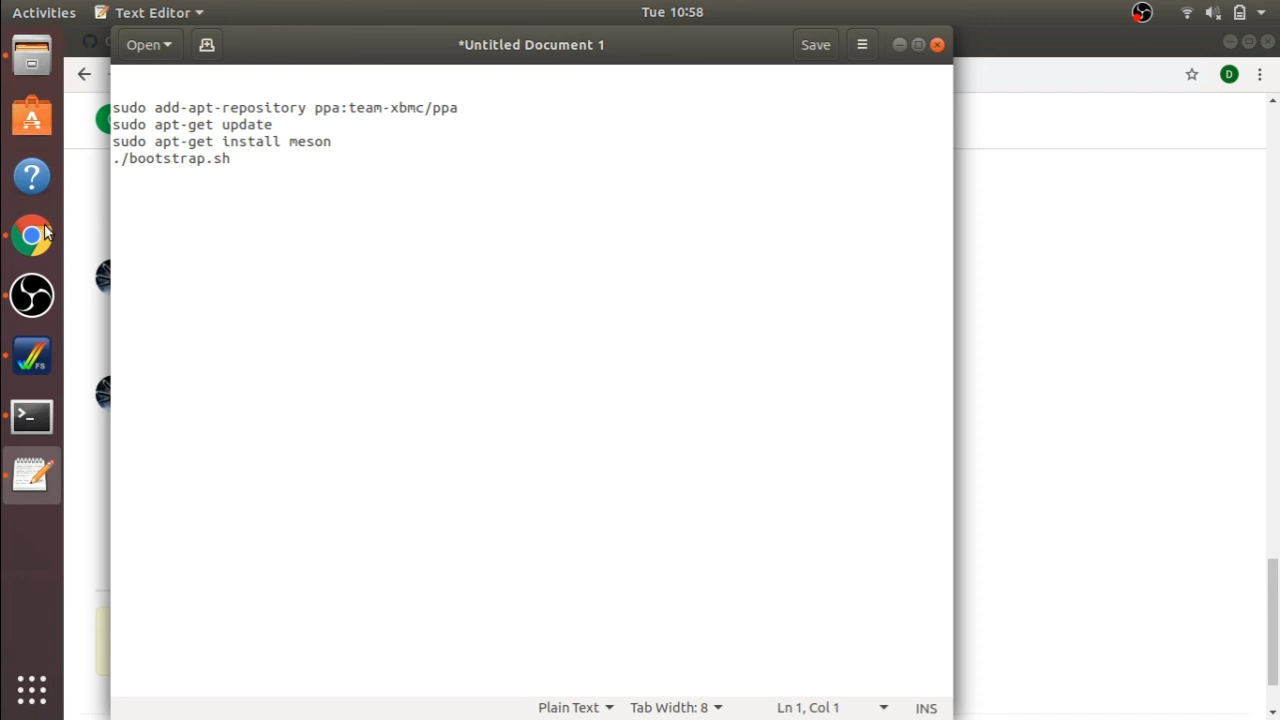 Activities Text Editor Tue 10:58
Open *Untitled Document 1 Save
D
sudo add-apt-repository ppa:team-xbmc/ppa
sudo apt-get update
sudo apt-get install meson
./bootstrap.sh
FS
Plain Text Tab Width: 8 Ln 1, Col 1 INS